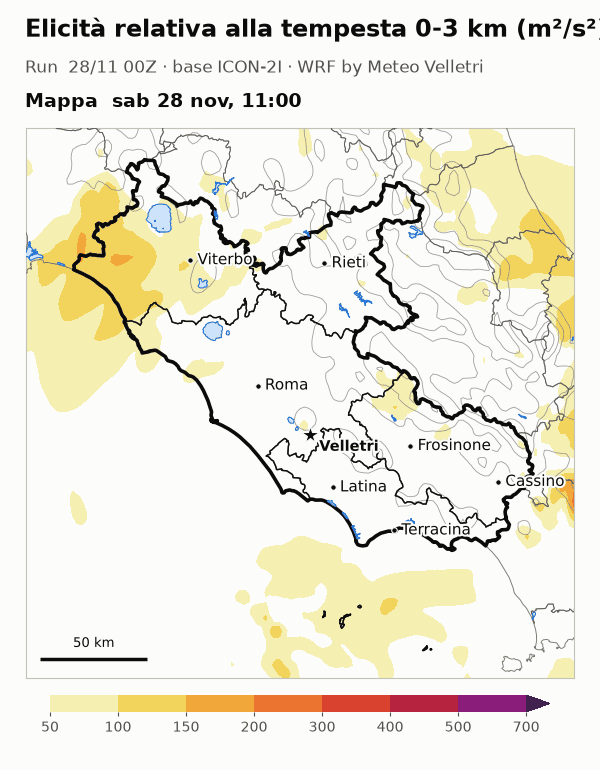 Elicità relativa alla tempesta 0-3 km (m²/s²)
Run 28/11 00Z · base ICON-2I · WRF by Meteo Velletri
Mappa sab 28 nov, 11:00
Viterbo
Rieti
Roma
Velletri
Frosinone
Latina
Cassino
Terracina
50 km
50 100 150 200 300 400 500 700